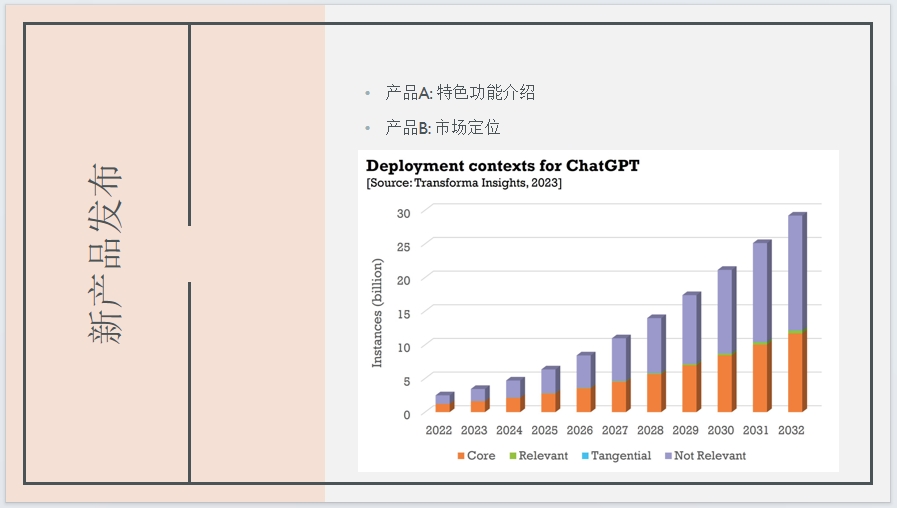 新产品发布
• 产品A: 特色功能介绍
• 产品B: 市场定位
Deployment contexts for ChatGPT
[Source: Transforma Insights, 2023]
Instances (billion)
30
25
20
15
10
5
0
2022 2023 2024 2025 2026 2027 2028 2029 2030 2031 2032
Core Relevant Tangential Not Relevant